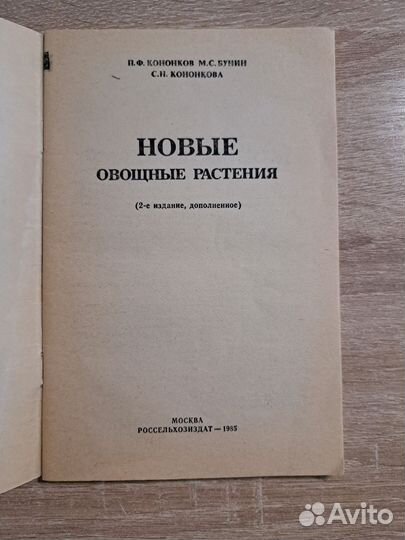 П.Ф. КОНОНКОВ М.С. БУНИН
С.Н. КОНОНКОВА
НОВЫЕ
ОВОЩНЫЕ РАСТЕНИЯ
(2-е издание, дополненное)
МОСКВА
РОССЕЛЬХОЗИЗДАТ — 1985
Avito